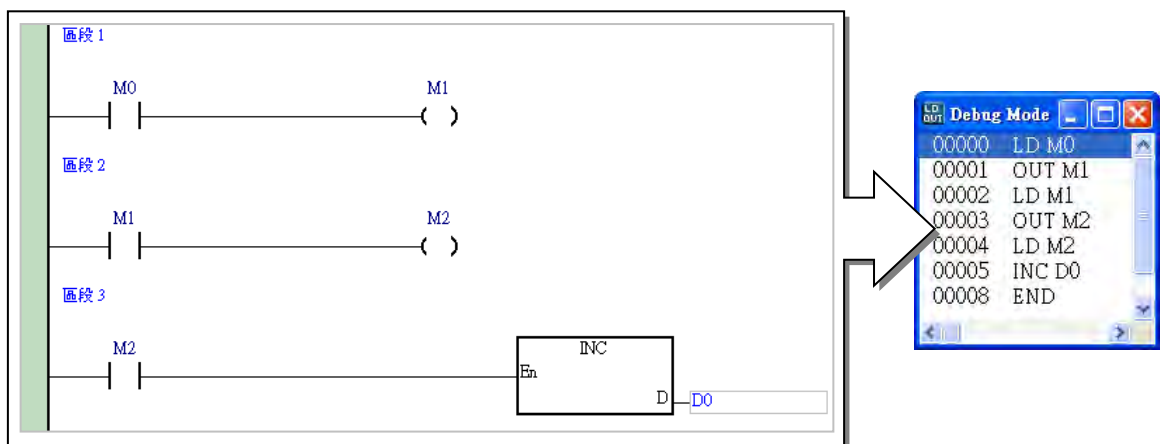 區段 1
M0 M1
區段 2
M1 M2
區段 3
M2
INC
En
D D0
LD OUT Debug Mode
00000 LD M0
00001 OUT M1
00002 LD M1
00003 OUT M2
00004 LD M2
00005 INC D0
00008 END